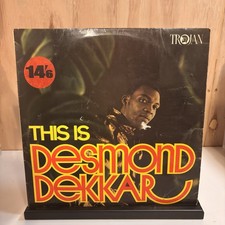 TROJAN
14'6
THIS IS
DESMOND
DEKKAR